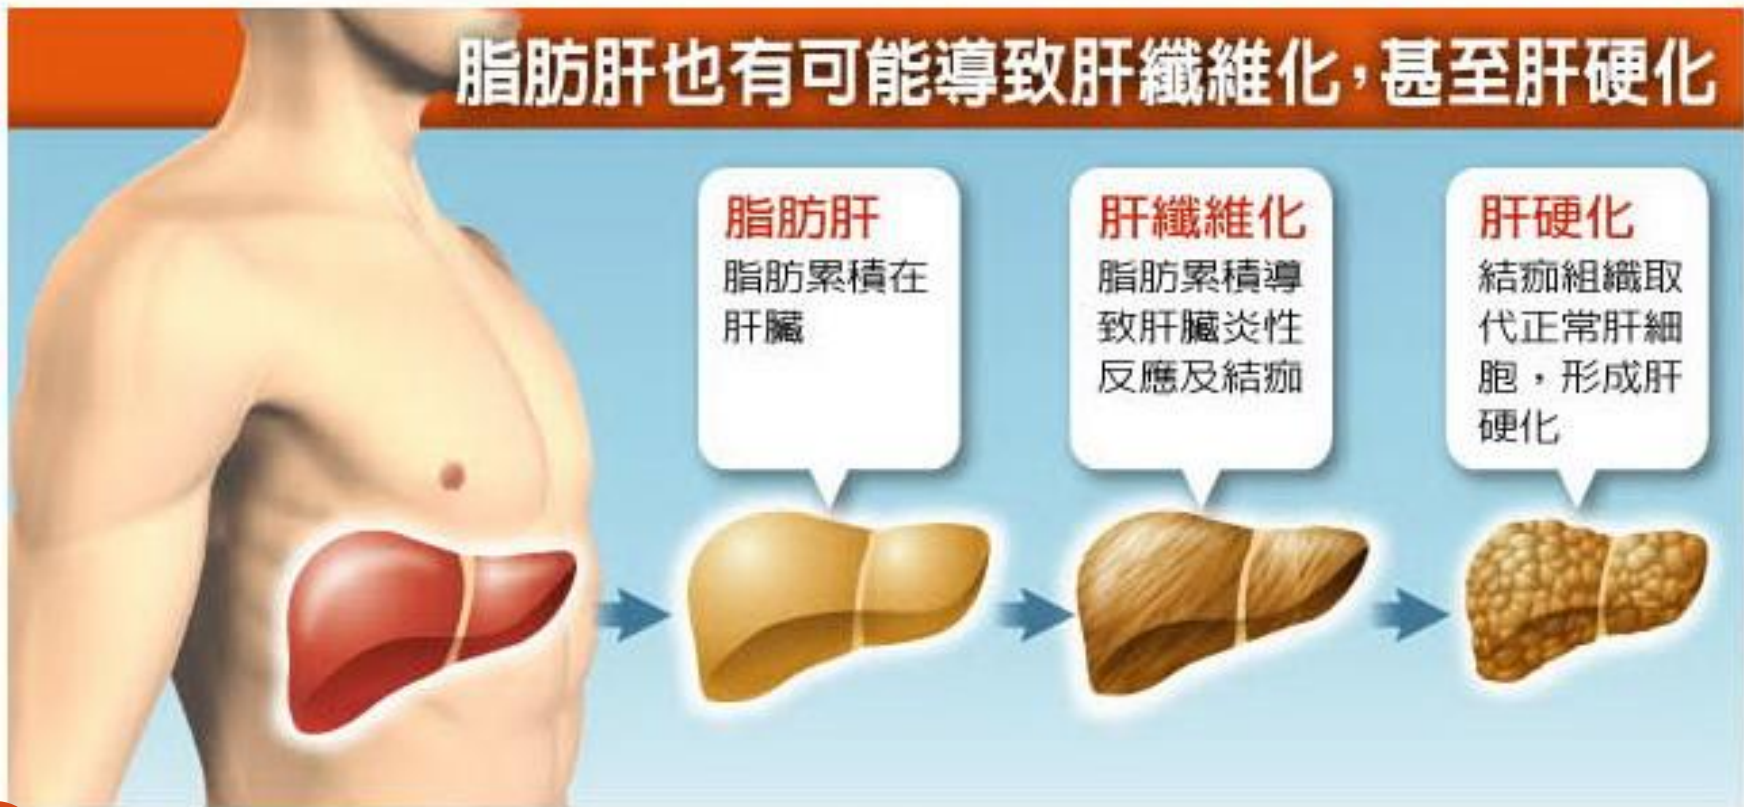 脂肪肝也有可能導致肝纖維化，甚至肝硬化
脂肪肝
脂肪累積在
肝臟
肝纖維化
脂肪累積導
致肝臟炎性
反應及結痂
肝硬化
結痂組織取
代正常肝細
胞，形成肝
硬化